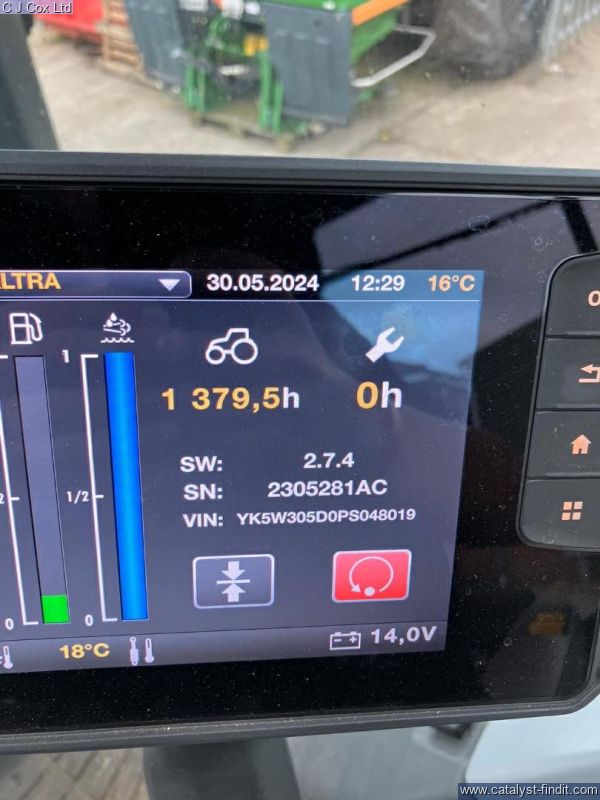 C J Cox Ltd
LTRA 30.05.2024 12:29 16°C
1
1 379,5h 0h
1/2
SW: 2.7.4
SN: 2305281AC
VIN: YK5W305D0PS048019
0 0
18°C 14,0V
www.catalyst-findit.com